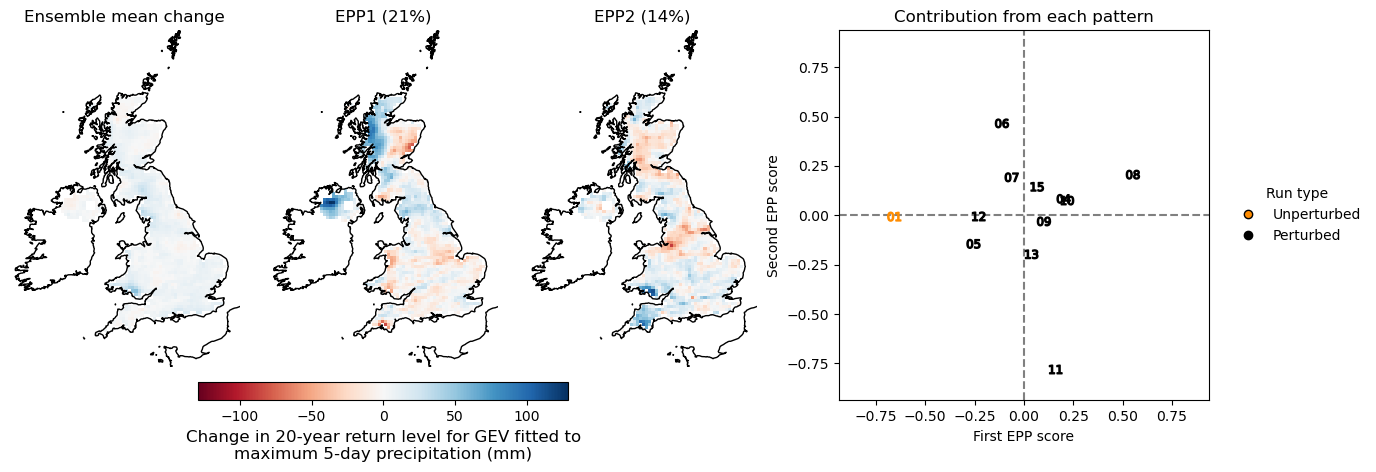 Ensemble mean change
EPP1 (21%)
EPP2 (14%)
Contribution from each pattern
0.75
0.50
0.25
0.00
−0.25
−0.50
−0.75
Second EPP score
06
07
15
08
04
10
01
12
09
05
13
11
−0.75 −0.50 −0.25 0.00 0.25 0.50 0.75
First EPP score
Run type
Unperturbed
Perturbed
−100 −50 0 50 100
Change in 20-year return level for GEV fitted to
maximum 5-day precipitation (mm)